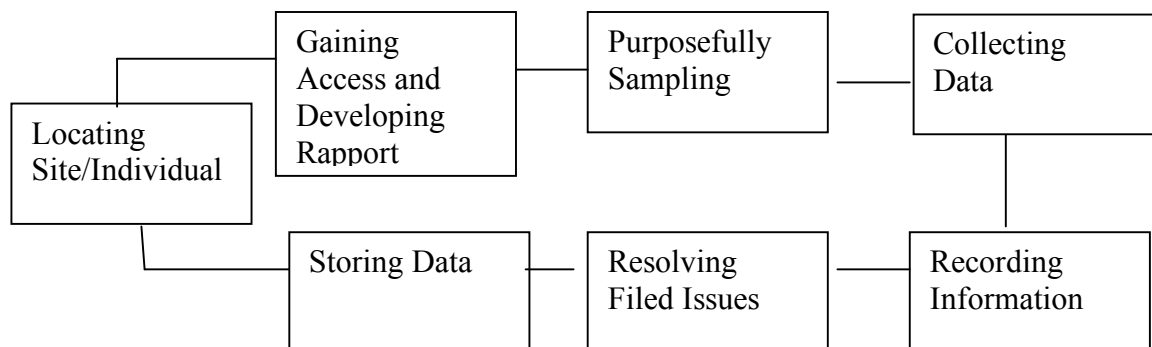 Gaining
Access and
Developing
Rapport
Purposefully
Sampling
Collecting
Data
Locating
Site/Individual
Storing Data
Resolving
Filed Issues
Recording
Information